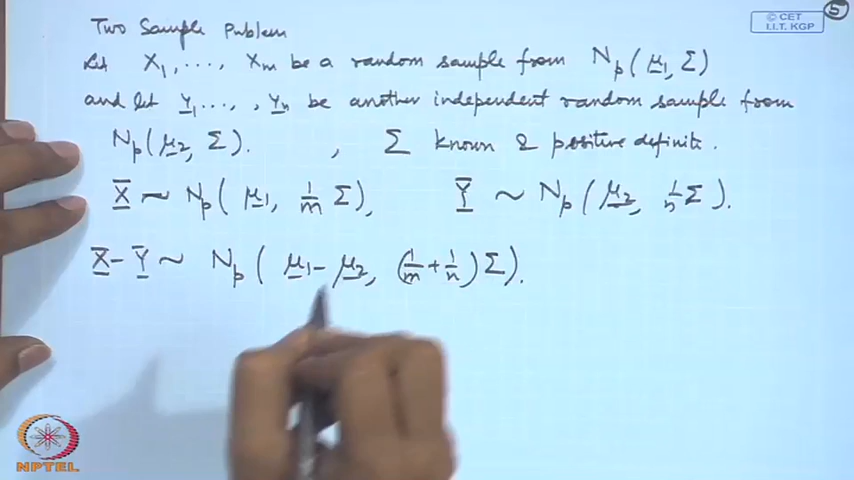 © CET
I.I.T. KGP
5
Two Sample Problem
Let X₁, ..., Xₘ be a random sample from Nₚ(μ₁, Σ)
and let Y₁ ..., Yₙ be another independent random sample from
Nₚ(μ₂, Σ). , Σ known & positive definite.
X̄ ~ Nₚ( μ₁, 1/m Σ), Ȳ ~ Nₚ( μ₂, 1/n Σ).
X̄ - Ȳ ~ Nₚ( μ₁ - μ₂, (1/m + 1/n) Σ).
NPTEL